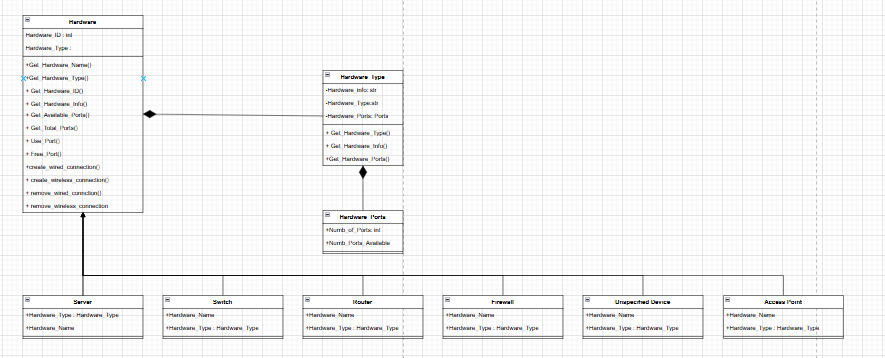 Hardware
Hardware_ID : int
Hardware_Type :
+Get_Hardware_Name()
+Get_Hardware_Type()
+ Get_Hardware_ID()
+ Get_Hardware_Info()
+ Get_Available_Ports()
+ Get_Total_Ports()
+ Use_Port()
+ Free_Port()
+create_wired_connection()
+ create_wireless_connection()
+ remove_wired_connction()
+ remove_wireless_connection
Hardware_Type
-Hardware_info: str
-Hardware_Type:str
-Hardware_Ports: Ports
+ Get_Hardware_Type()
+ Get_Hardware_Info()
+Get_Hardware_Ports()
Hardware_Ports
+Numb_of_Ports: int
+Numb_Ports_Available
Server
+Hardware_Type : Hardware_Type
+Hardware_Name
Switch
+Hardware_Name
+Hardware_Type : Hardware_Type
Router
+Hardware_Name
+Hardware_Type : Hardware_Type
Firewall
+Hardware_Name
+Hardware_Type : Hardware_Type
Unspecified Device
+Hardware_Name
+Hardware_Type : Hardware_Type
Access Point
+Hardware_Name
+Hardware_Type : Hardware_Type